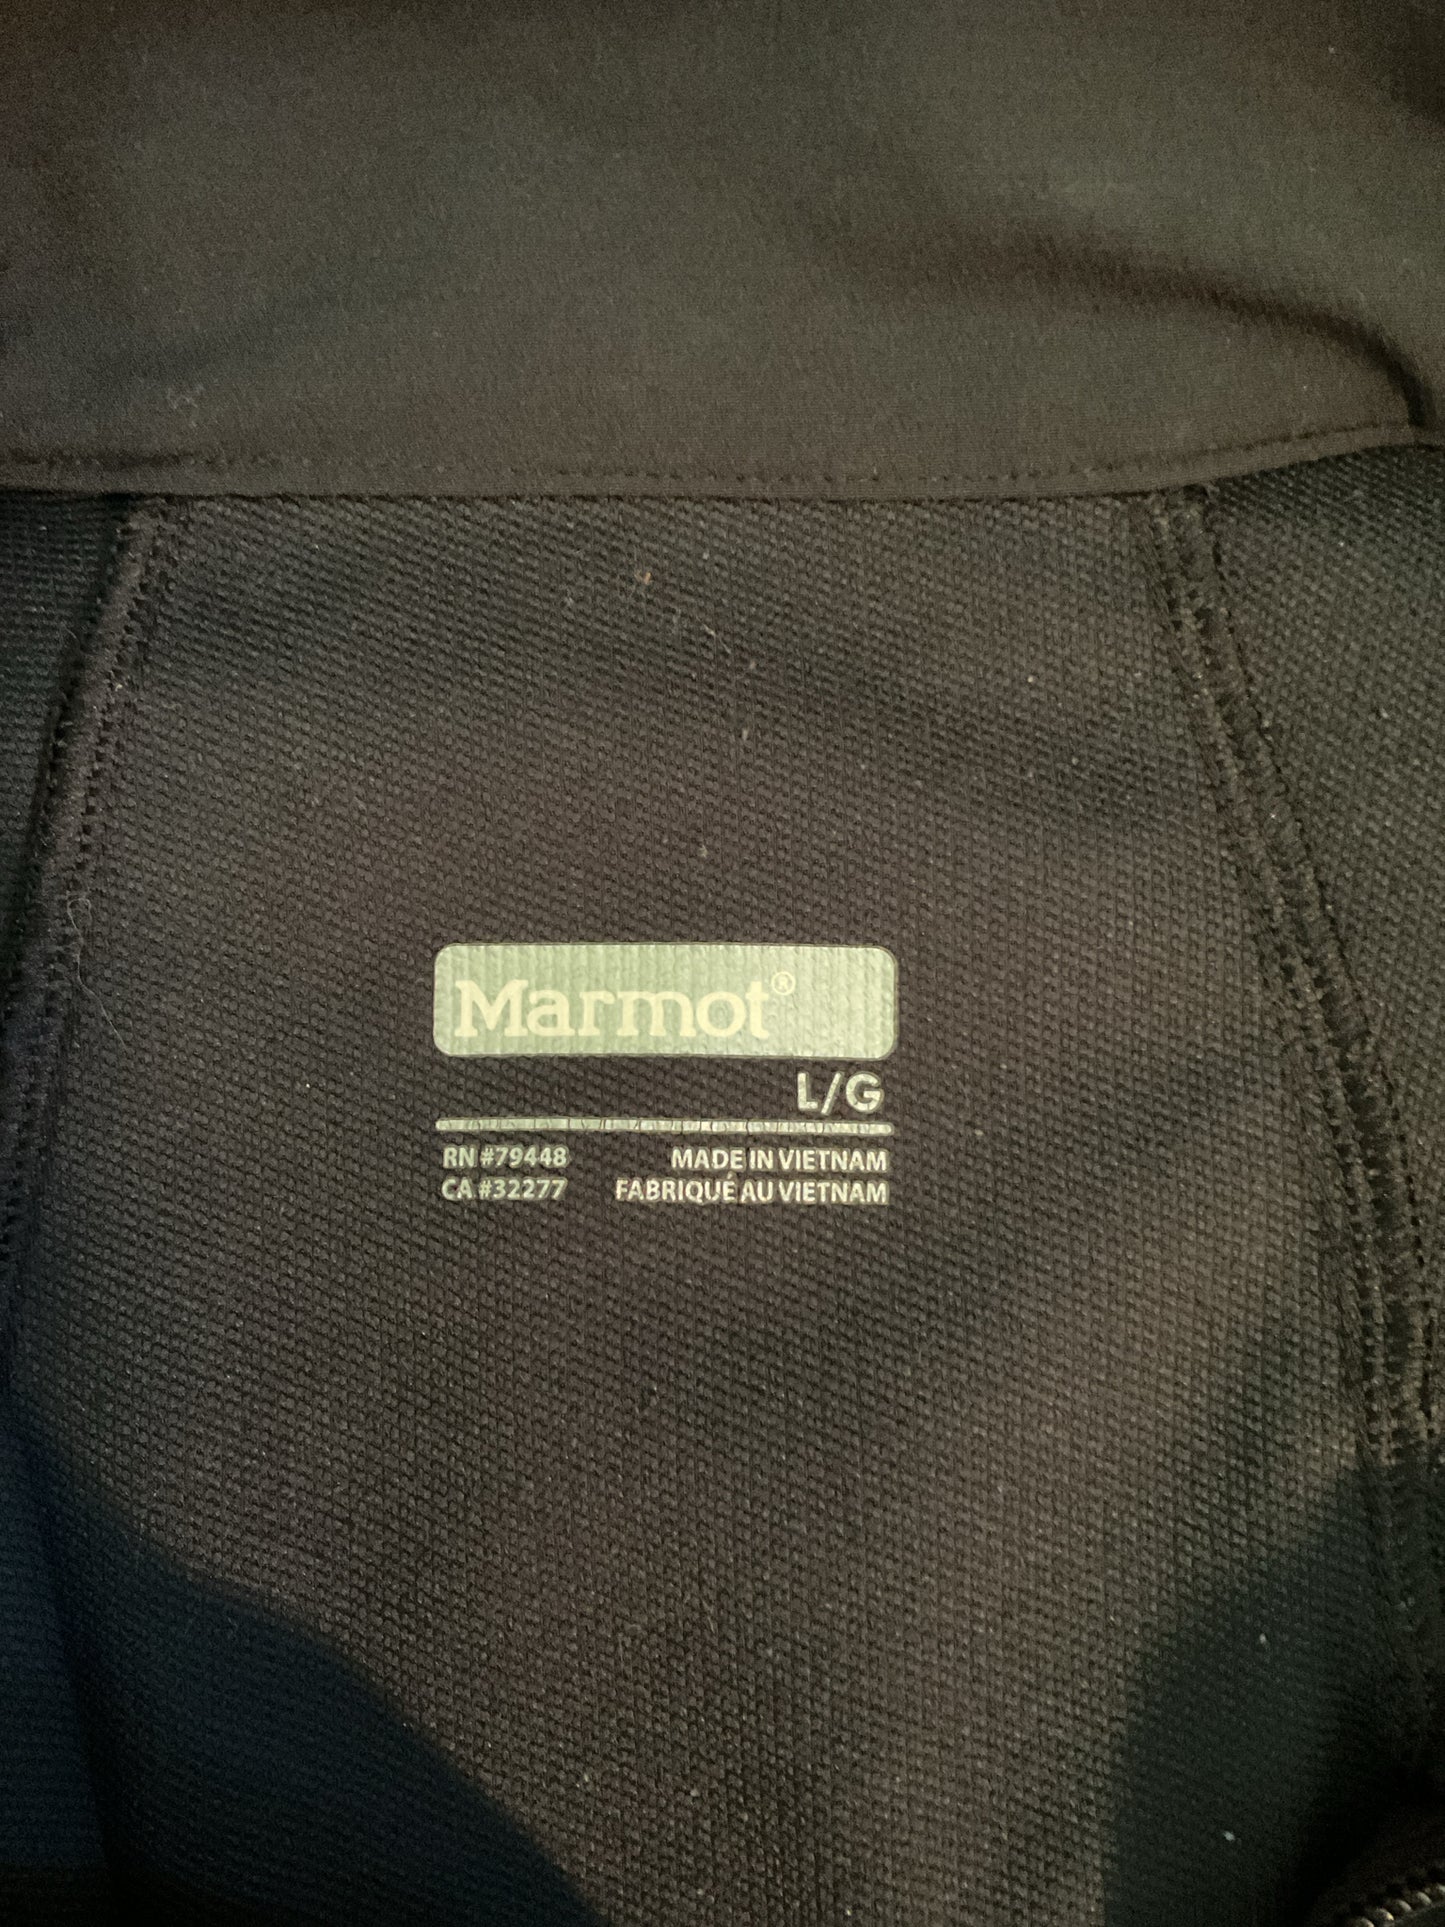 Marmot®
L/G
RN #79448 MADE IN VIETNAM
CA #32277 FABRIQUÉ AU VIETNAM